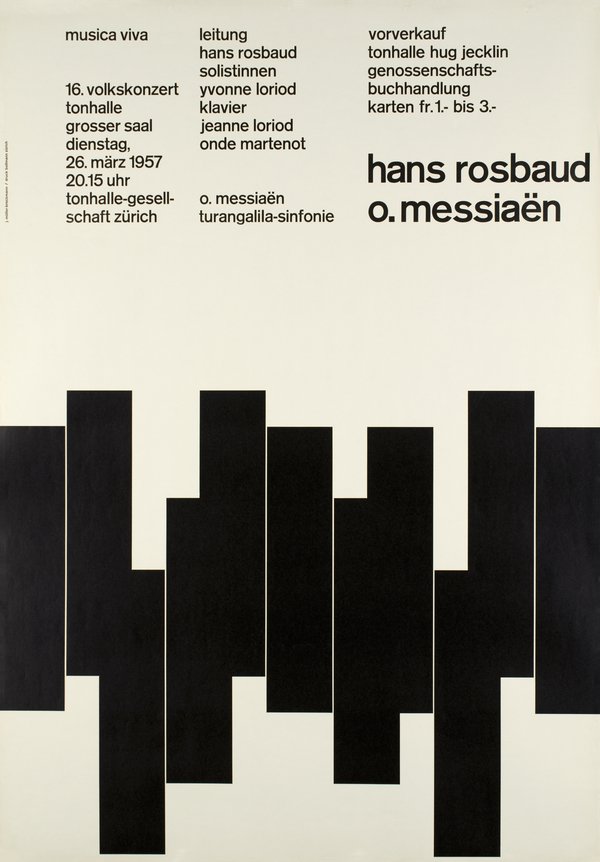 musica viva
16. volkskonzert
tonhalle
grosser saal
dienstag,
26. märz 1957
20.15 uhr
tonhalle-gesell-
schaft zürich
leitung
hans rosbaud
solistinnen
yvonne loriod
klavier
jeanne loriod
onde martenot
o. messiaën
turangalila-sinfonie
vorverkauf
tonhalle hug jecklin
genossenschafts-
buchhandlung
karten fr. 1.- bis 3.-
hans rosbaud
o. messiaën